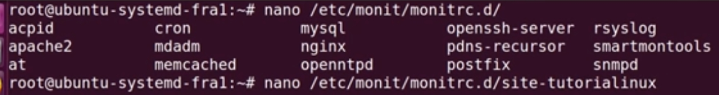 root@ubuntu-systemd-fra1:~# nano /etc/monit/monitrc.d/
acpid cron mysql openssh-server rsyslog
apache2 mdadm nginx pdns-recursor smartmontools
at memcached openntpd postfix snmpd
root@ubuntu-systemd-fra1:~# nano /etc/monit/monitrc.d/site-tutorialinux